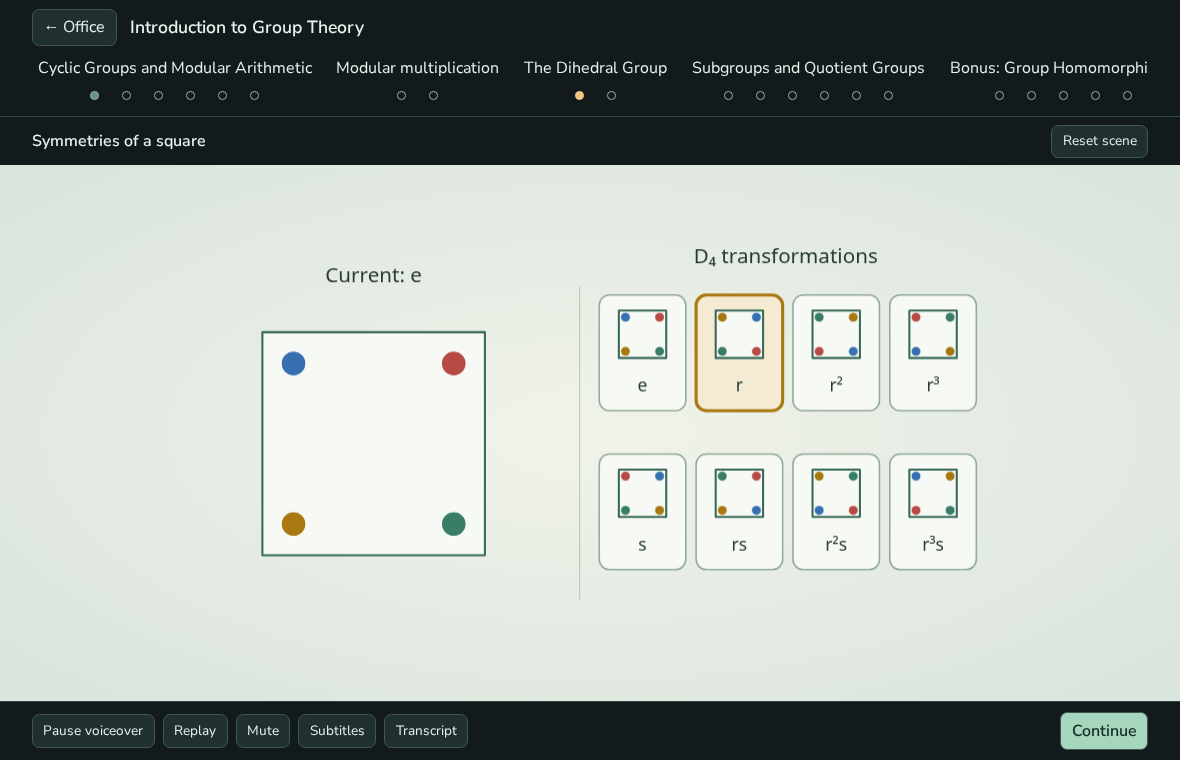 ← Office
Introduction to Group Theory
Cyclic Groups and Modular Arithmetic
Modular multiplication
The Dihedral Group
Subgroups and Quotient Groups
Bonus: Group Homomorphi
Symmetries of a square
Reset scene
Current: e
D₄ transformations
e
r
r²
r³
s
rs
r²s
r³s
Pause voiceover
Replay
Mute
Subtitles
Transcript
Continue